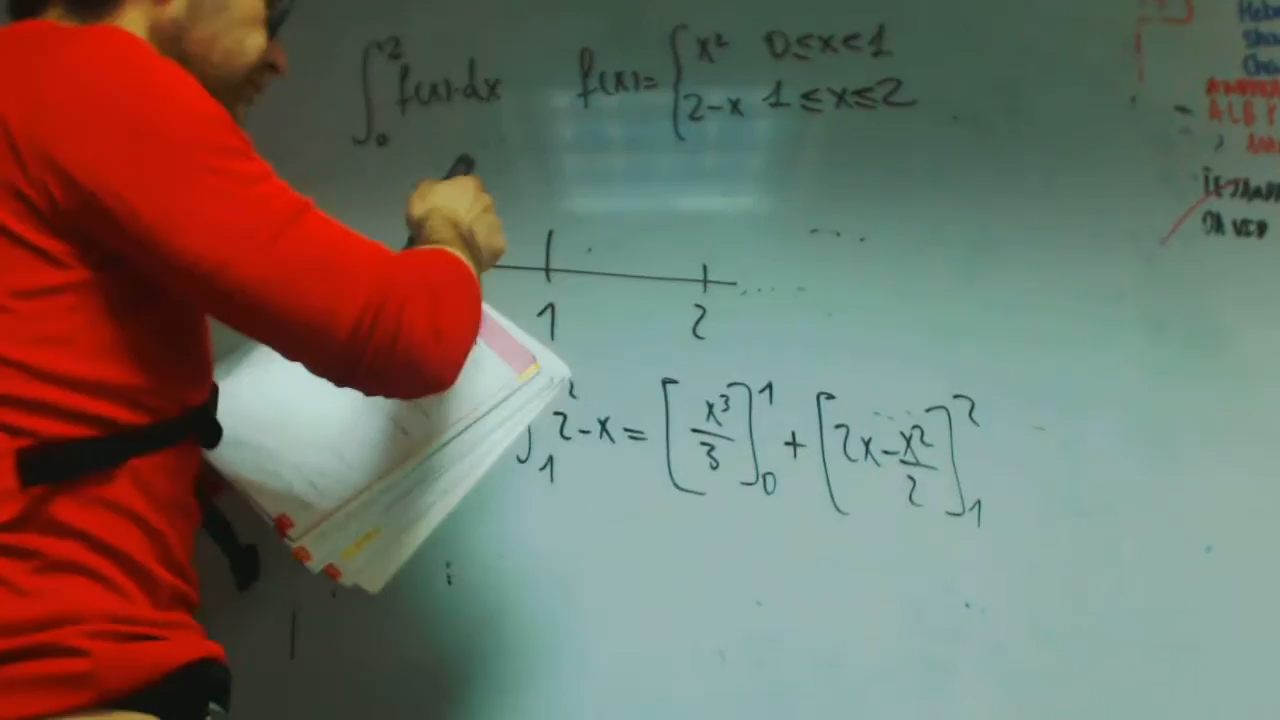 ∫₀² f(x)·dx   f(x)= { x²  0≤x<1
2-x  1≤x≤2
1 2
∫₁² 2-x = [x³/3]₀¹ + [2x - x²/2]₁²
DAVID